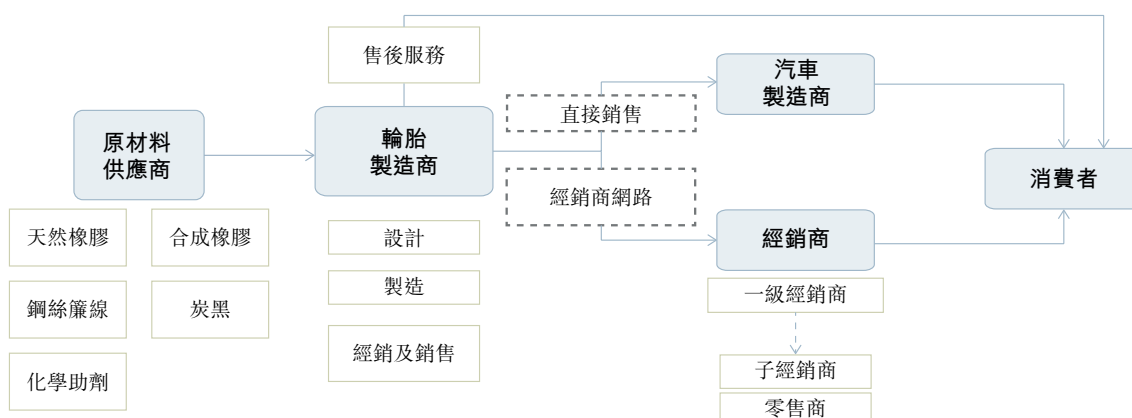 售後服務
汽車
製造商
直接銷售
原材料
供應商
輪胎
製造商
消費者
經銷商網路
天然橡膠
合成橡膠
設計
經銷商
製造
一級經銷商
鋼絲簾線
炭黑
經銷及銷售
子經銷商
化學助劑
零售商